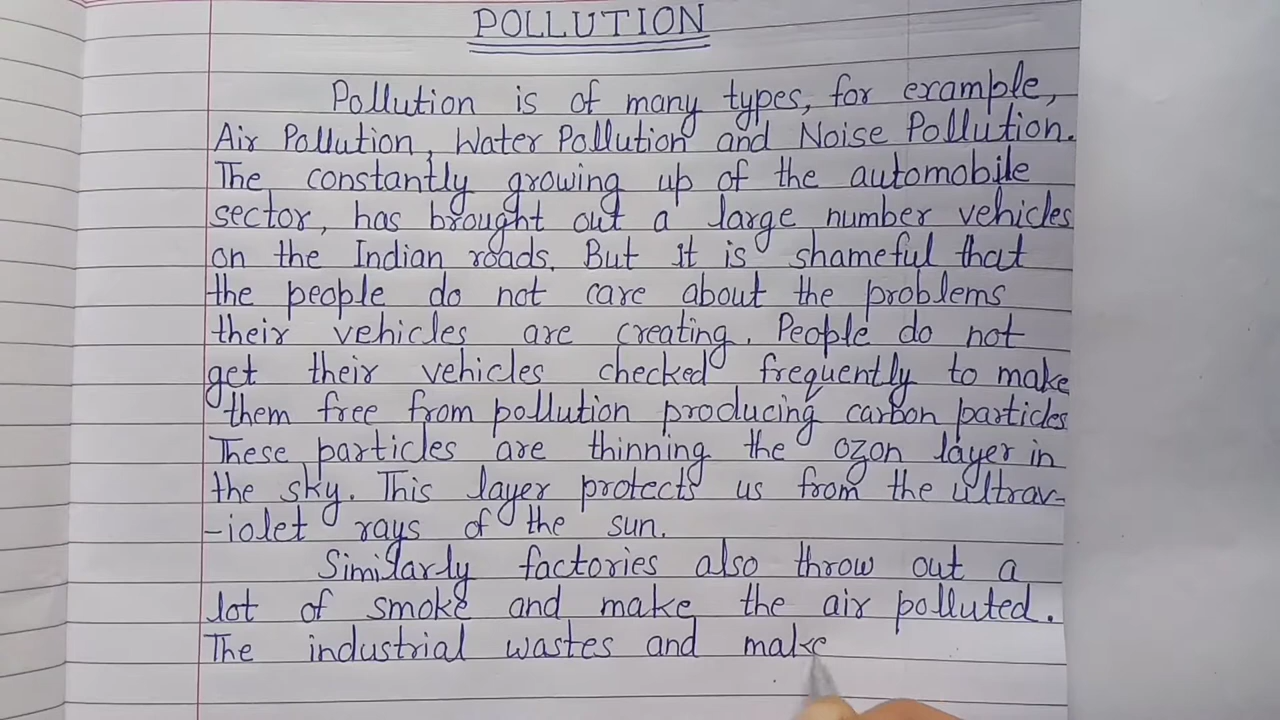 POLLUTION
Pollution is of many types, for example,
Air Pollution, Water Pollution and Noise Pollution.
The constantly growing up of the automobile
sector, has brought out a large number vehicles
on the Indian roads. But it is shameful that
the people do not care about the problems
their vehicles are creating. People do not
get their vehicles checked frequently to make
them free from pollution producing carbon particles
These particles are thinning the ozon layer in
the sky. This layer protects us from the ultrav-
-iolet rays of the sun.
Similarly factories also throw out a
lot of smoke and make the air polluted.
The industrial wastes and make